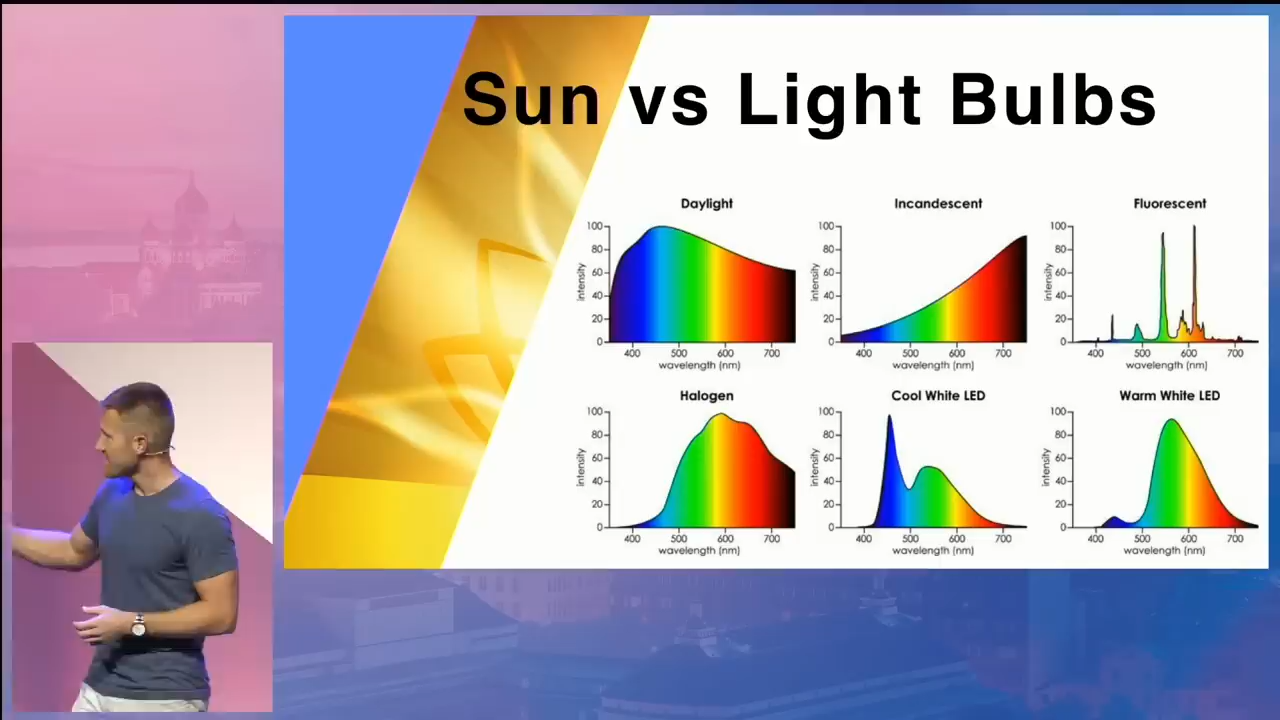 Sun vs Light Bulbs
Daylight
100
80
60
40
20
0
intensity
400 500 600 700
wavelength (nm)
Incandescent
100
80
60
40
20
0
intensity
400 500 600 700
wavelength (nm)
Fluorescent
100
80
60
40
20
0
intensity
400 500 600 700
wavelength (nm)
Halogen
100
80
60
40
20
0
intensity
400 500 600 700
wavelength (nm)
Cool White LED
100
80
60
40
20
0
intensity
400 500 600 700
wavelength (nm)
Warm White LED
100
80
60
40
20
0
intensity
400 500 600 700
wavelength (nm)